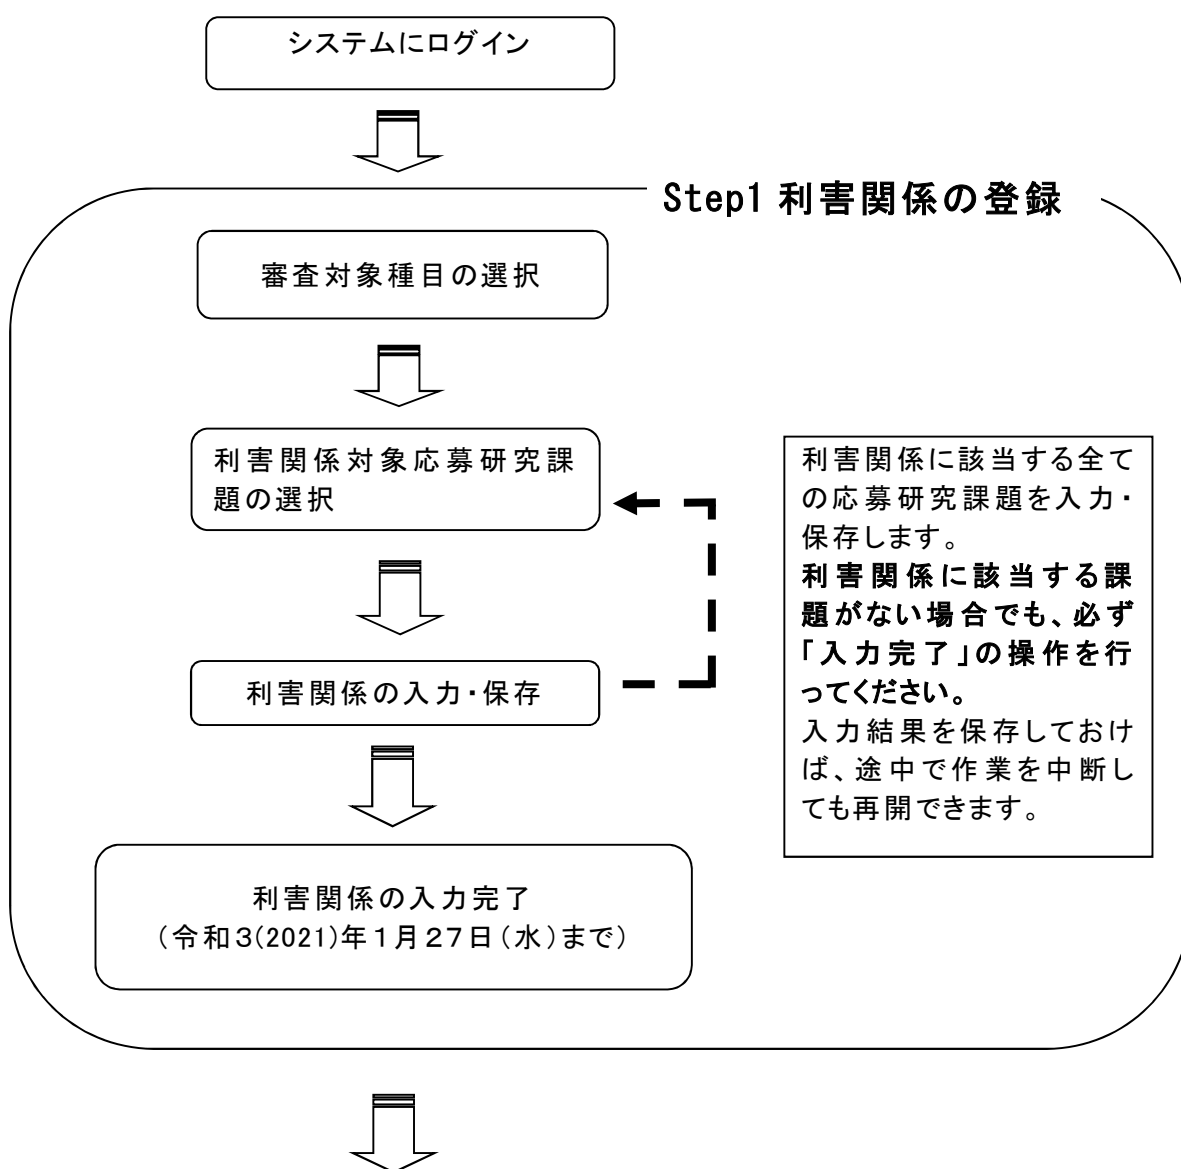 システムにログイン
Step1 利害関係の登録
審査対象種目の選択
利害関係対象応募研究課
題の選択
利害関係の入力・保存
利害関係の入力完了
（令和３(2021)年１月２７日（水）まで）
利害関係に該当する全て
の応募研究課題を入力・
保存します。
利害関係に該当する課
題がない場合でも、必ず
「入力完了」の操作を行
ってください。
入力結果を保存しておけ
ば、途中で作業を中断し
ても再開できます。